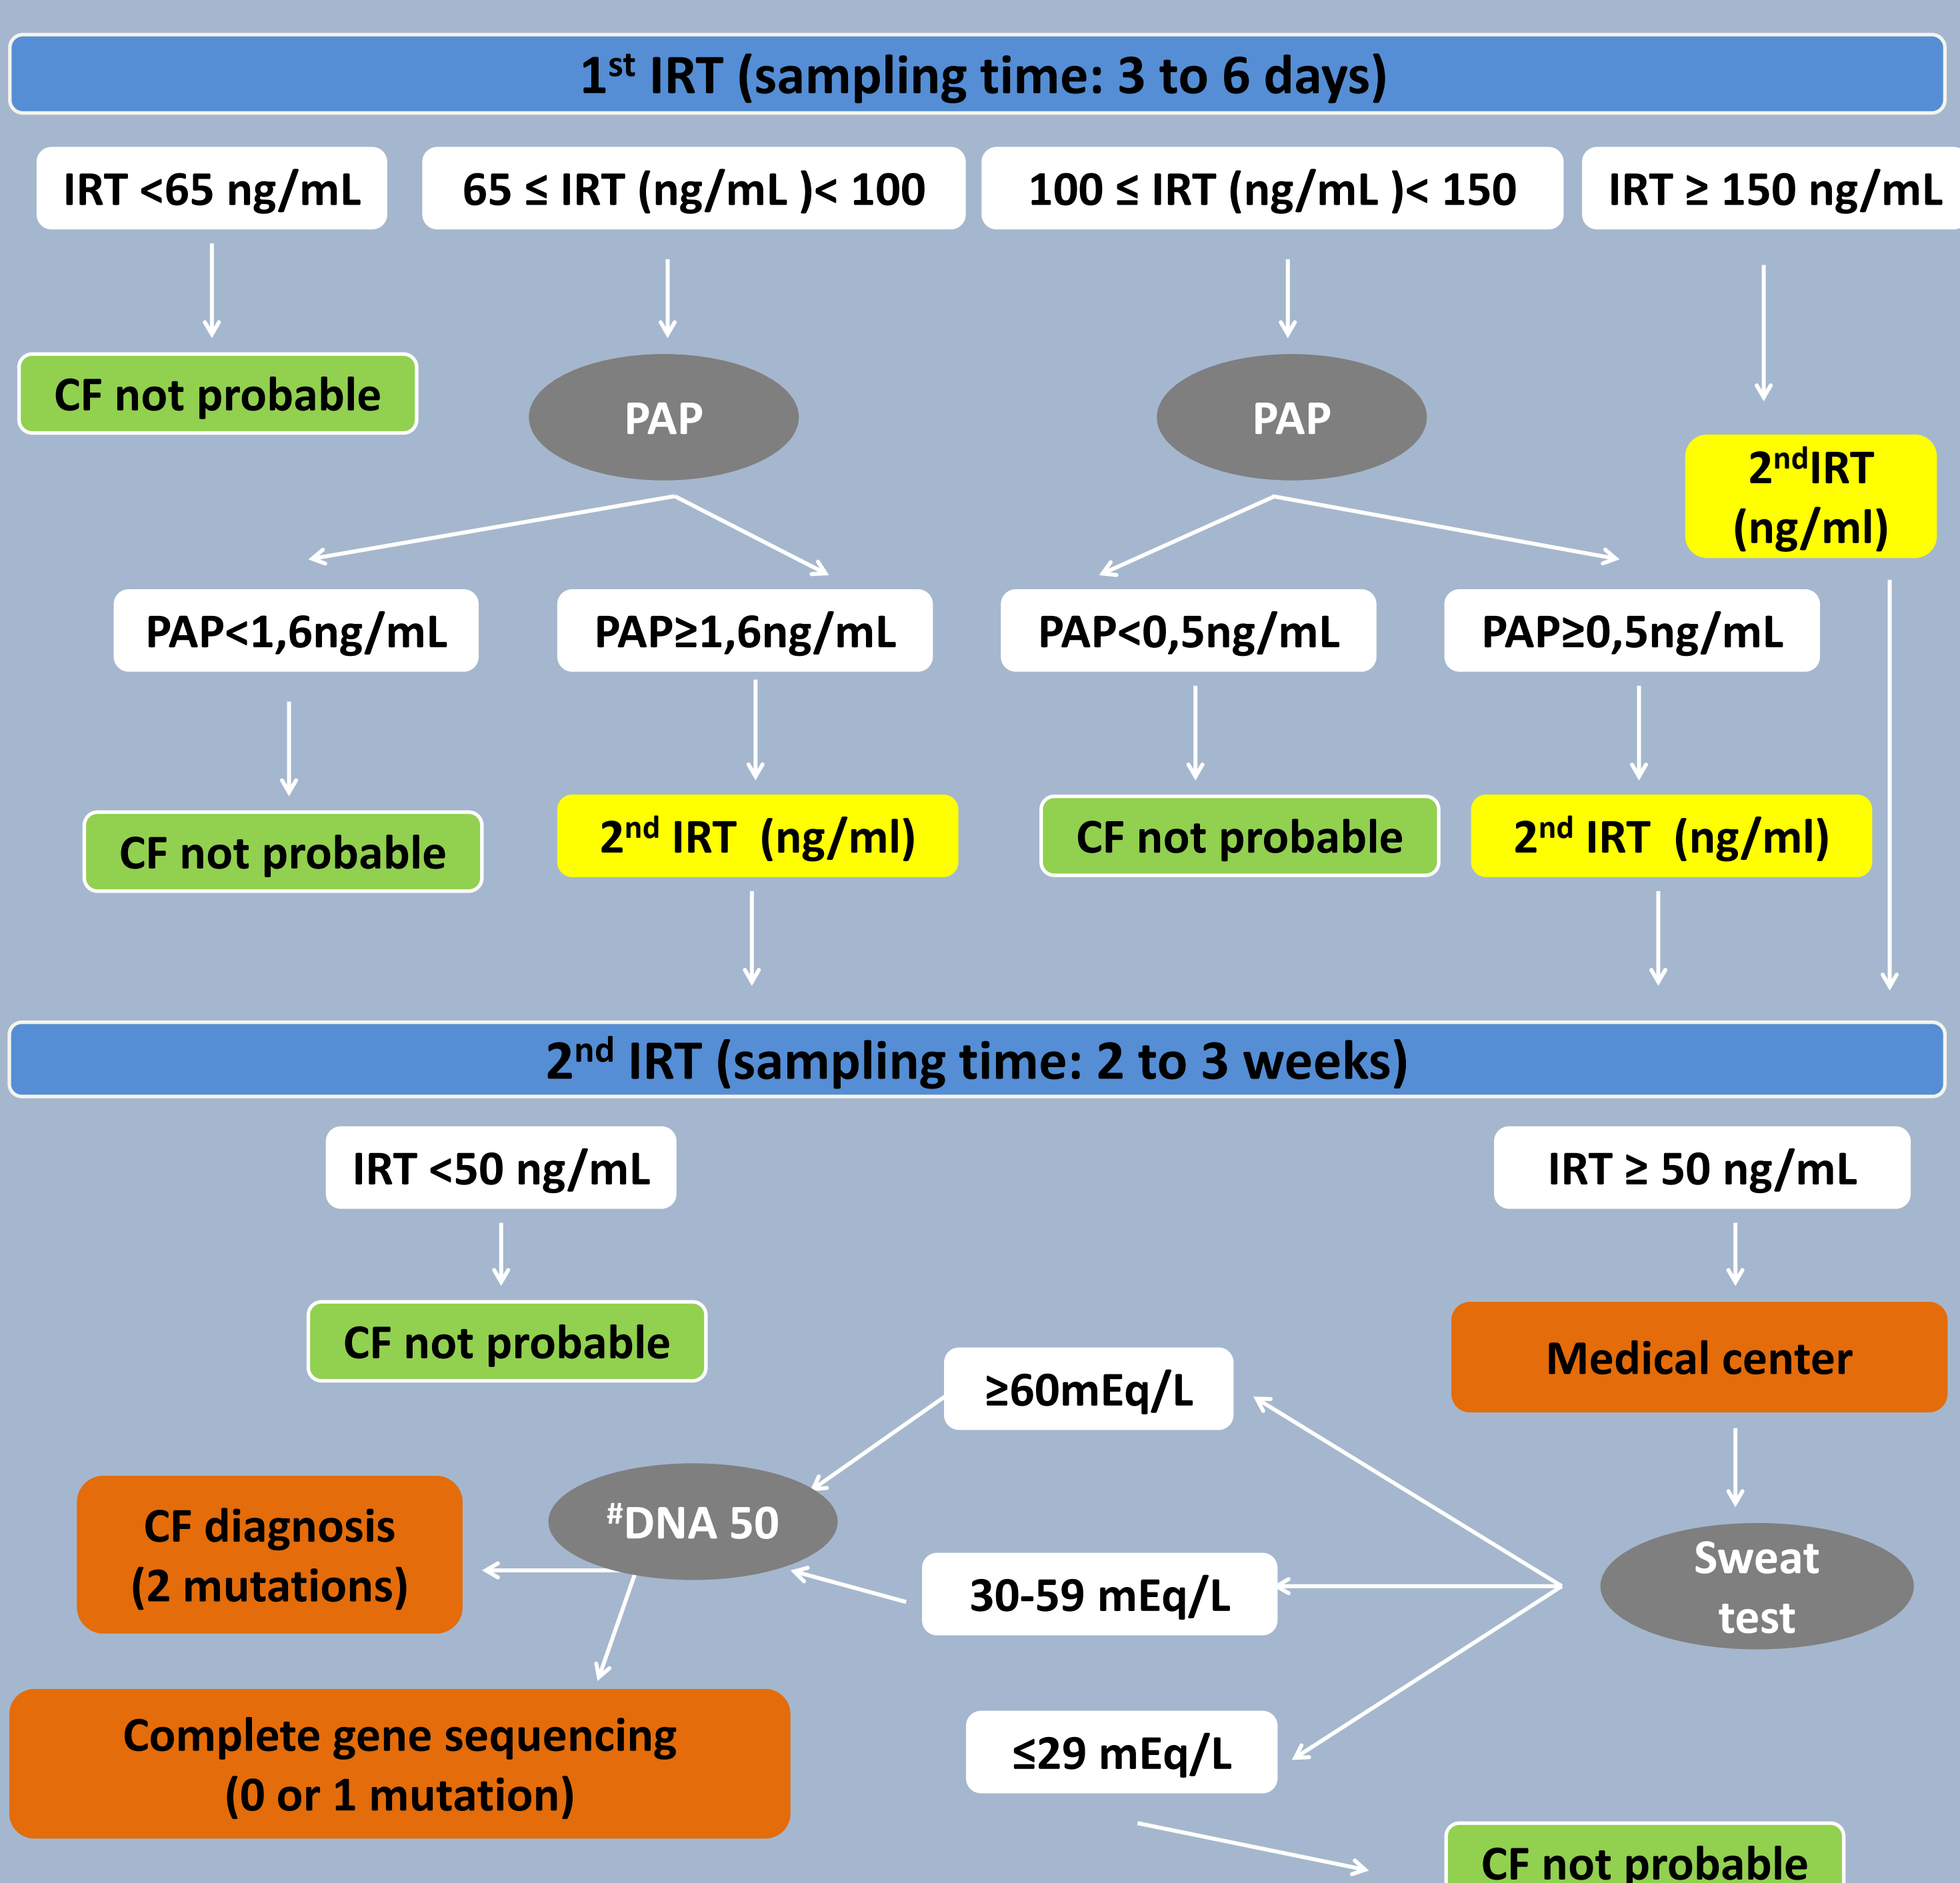 1st IRT (sampling time: 3 to 6 days)
IRT <65 ng/mL
65 ≤ IRT (ng/mL )< 100
100 ≤ IRT (ng/mL )< 150
IRT ≥ 150 ng/mL
CF not probable
PAP
PAP
2ndIRT
(ng/ml)
PAP<1,6ng/mL
PAP≥1,6ng/mL
PAP<0,5ng/mL
PAP≥0,5ng/mL
CF not probable
2nd IRT (ng/ml)
CF not probable
2nd IRT (ng/ml)
2nd IRT (sampling time: 2 to 3 weeks)
IRT <50 ng/mL
IRT ≥ 50 ng/mL
CF not probable
Medical center
≥60mEq/L
#DNA 50
CF diagnosis
(2 mutations)
30-59 mEq/L
Sweat
test
Complete gene sequencing
(0 or 1 mutation)
≤29 mEq/L
CF not probable